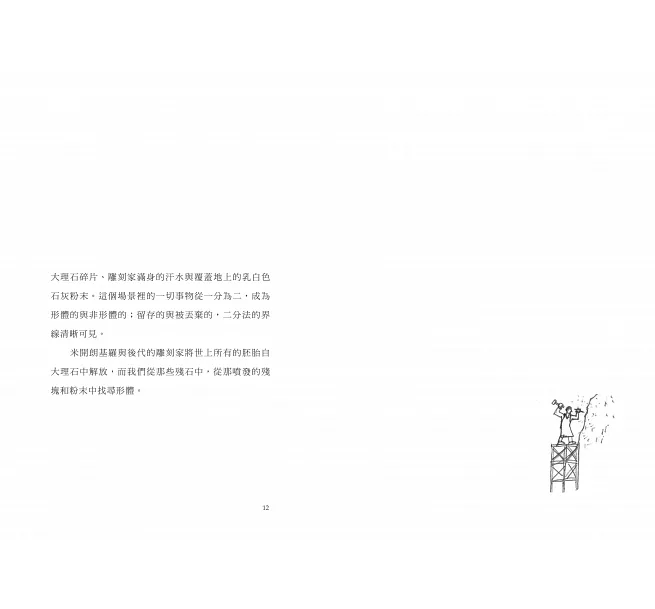 大理石碎片、雕刻家滿身的汗水與覆蓋地上的乳白色
石灰粉末。這個場景裡的一切事物從一分為二，成為
形體的與非形體的；留存的與被丟棄的，二分法的界
線清晰可見。
米開朗基羅與後代的雕刻家將世上所有的胚胎自
大理石中解放，而我們從那些殘石中，從那噴發的殘
塊和粉末中找尋形體。
12